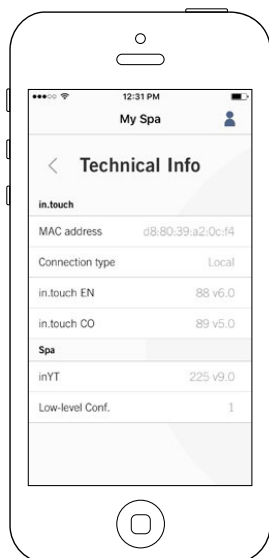 12:31 PM
My Spa
Technical Info
in.touch
MAC address d8:80:39:a2:0c:f4
Connection type Local
in.touch EN 88 v6.0
in.touch CO 89 v5.0
Spa
inYT 225 v9.0
Low-level Conf. 1